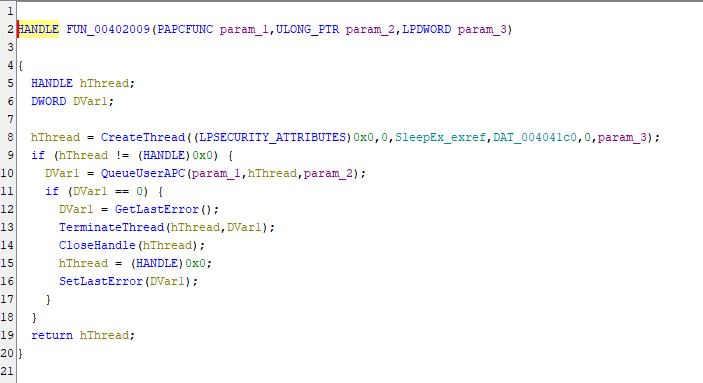 1
2 HANDLE FUN_00402009(PAPCFUNC param_1,ULONG_PTR param_2,LPDWORD param_3)
3
4 {
5   HANDLE hThread;
6   DWORD DVar1;
7
8   hThread = CreateThread((LPSECURITY_ATTRIBUTES)0x0,0,SleepEx_exref,DAT_004041c0,0,param_3);
9   if (hThread != (HANDLE)0x0) {
10     DVar1 = QueueUserAPC(param_1,hThread,param_2);
11     if (DVar1 == 0) {
12       DVar1 = GetLastError();
13       TerminateThread(hThread,DVar1);
14       CloseHandle(hThread);
15       hThread = (HANDLE)0x0;
16       SetLastError(DVar1);
17     }
18   }
19   return hThread;
20 }
21